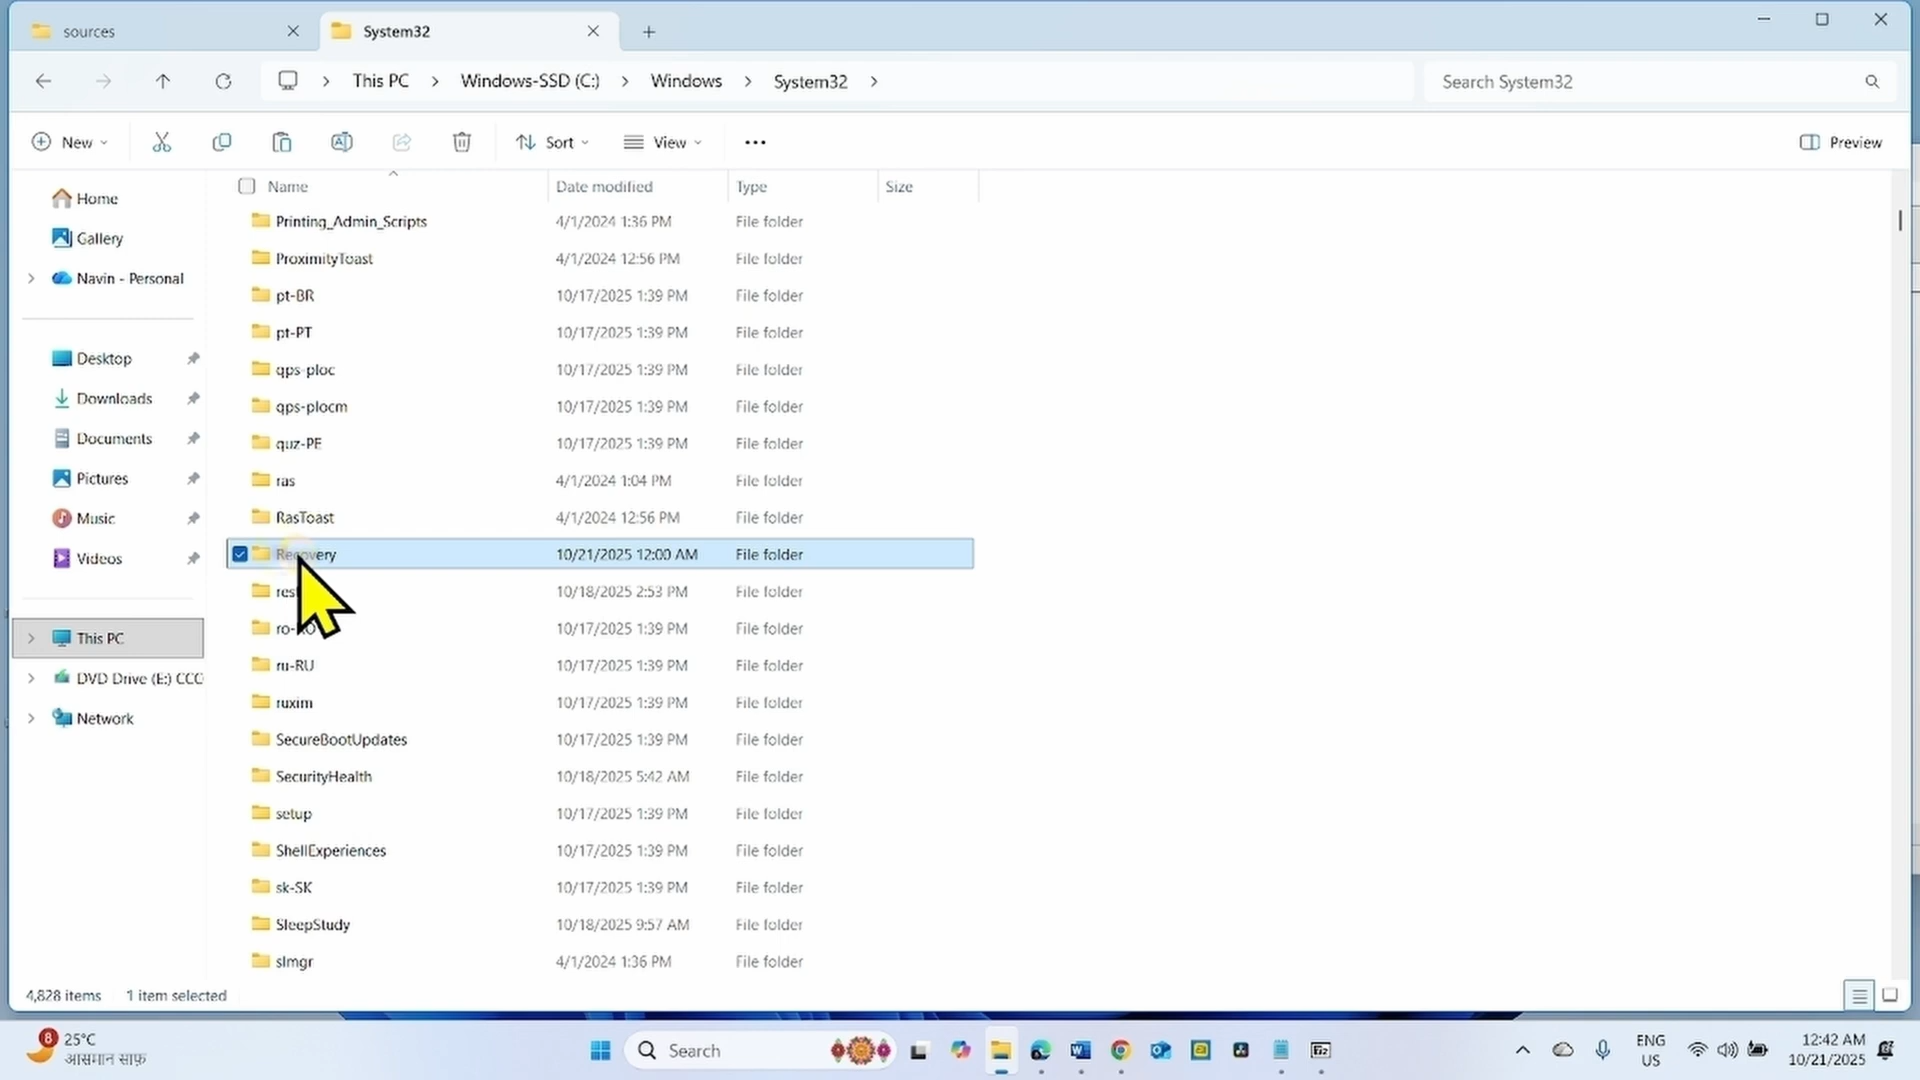 sources
System32
This PC
Windows-SSD (C:)
Windows
System32
Search System32
New
Sort
View
Preview
Name
Date modified
Type
Size
Home
Gallery
Navin - Personal
Desktop
Downloads
Documents
Pictures
Music
Videos
This PC
DVD Drive (E:) CCC
Network
Printing_Admin_Scripts 4/1/2024 1:36 PM File folder
ProximityToast 4/1/2024 12:56 PM File folder
pt-BR 10/17/2025 1:39 PM File folder
pt-PT 10/17/2025 1:39 PM File folder
qps-ploc 10/17/2025 1:39 PM File folder
qps-plocm 10/17/2025 1:39 PM File folder
quz-PE 10/17/2025 1:39 PM File folder
ras 4/1/2024 1:04 PM File folder
RasToast 4/1/2024 12:56 PM File folder
Recovery 10/21/2025 12:00 AM File folder
10/18/2025 2:53 PM File folder
ro-RO 10/17/2025 1:39 PM File folder
ru-RU 10/17/2025 1:39 PM File folder
ruxim 10/17/2025 1:39 PM File folder
SecureBootUpdates 10/17/2025 1:39 PM File folder
SecurityHealth 10/18/2025 5:42 AM File folder
setup 10/17/2025 1:39 PM File folder
ShellExperiences 10/17/2025 1:39 PM File folder
sk-SK 10/17/2025 1:39 PM File folder
SleepStudy 10/18/2025 9:57 AM File folder
slmgr 4/1/2024 1:36 PM File folder
4,828 items 1 item selected
8
25°C
आसमान साफ़
Search
ENG
US
12:42 AM
10/21/2025